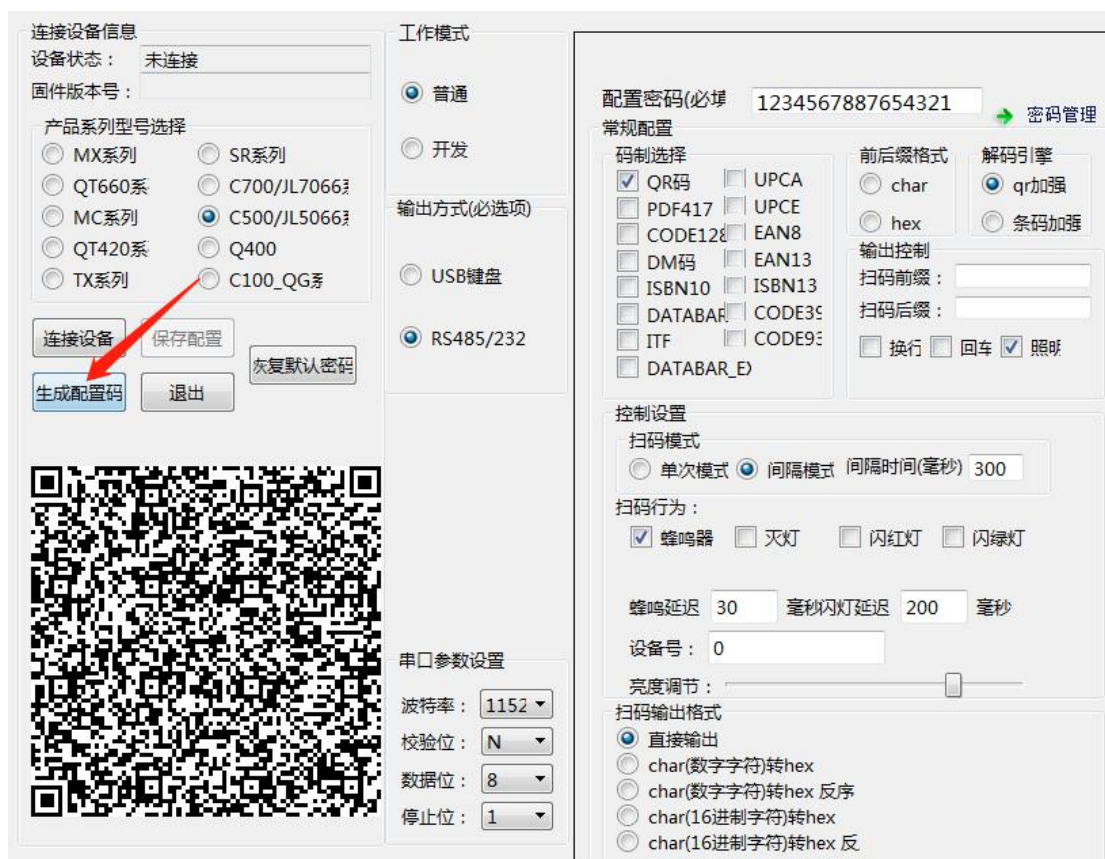 连接设备信息
设备状态： 未连接
固件版本号：
产品系列型号选择
MX系列 SR系列
QT660系 C700/JL7066
MC系列 C500/JL5066
QT420系 Q400
TX系列 C100_QG
连接设备 保存配置
恢复默认密码
生成配置码 退出
工作模式
普通
开发
输出方式(必选项)
USB键盘
RS485/232
串口参数设置
波特率： 1152
校验位： N
数据位： 8
停止位： 1
配置密码(必填 1234567887654321
密码管理
常规配置
码制选择
QR码 UPCA
PDF417 UPCE
CODE128 EAN8
DM码 EAN13
ISBN10 ISBN13
DATABAR CODE39
ITF CODE93
DATABAR_E
前后缀格式
char
hex
解码引擎
qr加强
条码加强
输出控制
扫码前缀：
扫码后缀：
换行 回车 照明
控制设置
扫码模式
单次模式 间隔模式 间隔时间(毫秒) 300
扫码行为：
蜂鸣器 灭灯 闪红灯 闪绿灯
蜂鸣延迟 30 毫秒闪灯延迟 200 毫秒
设备号： 0
亮度调节：
扫码输出格式
直接输出
char(数字字符)转hex
char(数字字符)转hex 反序
char(16进制字符)转hex
char(16进制字符)转hex 反